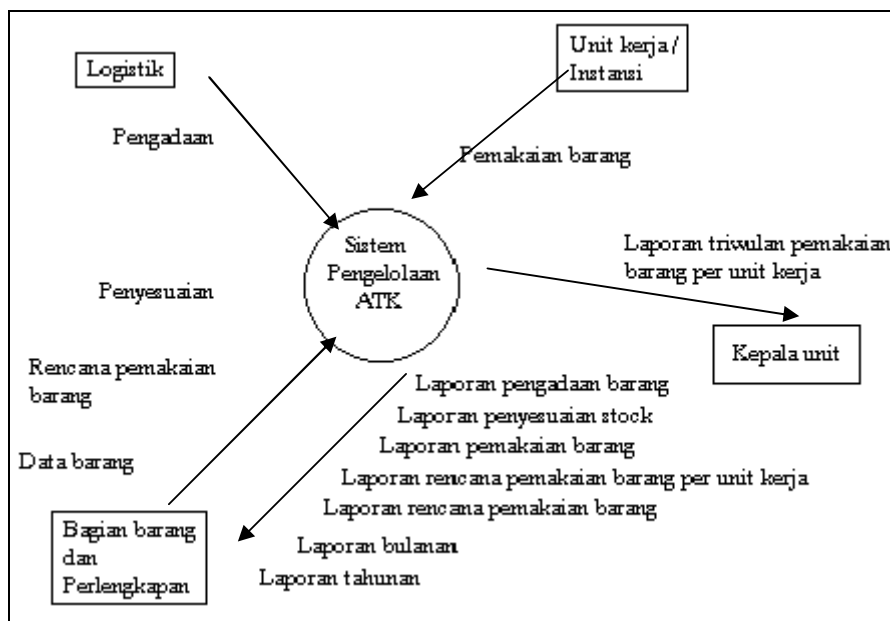 Logistik
Unit kerja /
Instansi
Pengadaan
Pemakaian barang
Sistem
Pengelolaan
ATK
Laporan triwulan pemakaian
barang per unit kerja
Penyesuaian
Kepala unit
Rencana pemakaian
barang
Laporan pengadaan barang
Laporan penyesuaian stock
Laporan pemakaian barang
Data barang
Laporan rencana pemakaian barang per unit kerja
Laporan rencana pemakaian barang
Bagian barang
dan
Perlengkapan
Laporan bulanan
Laporan tahunan